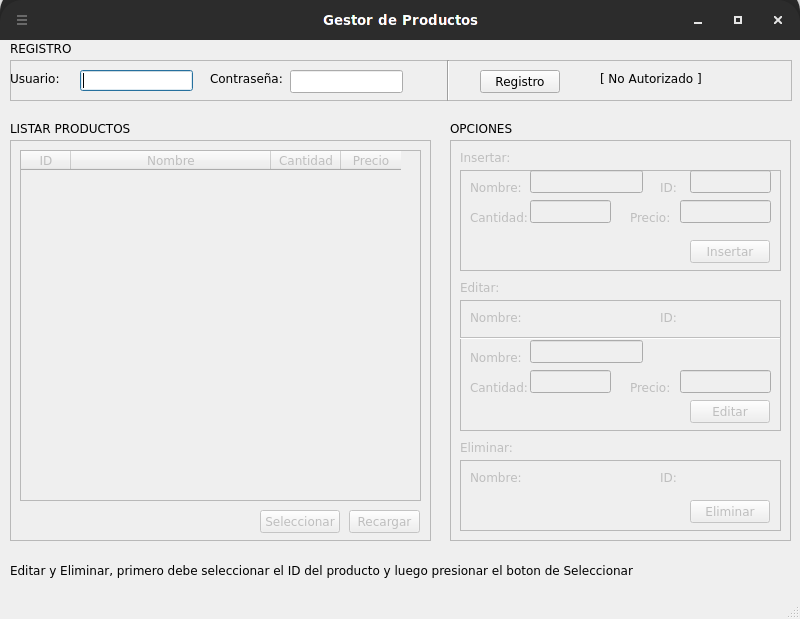 Gestor de Productos
REGISTRO
Usuario: Contraseña: Registro [ No Autorizado ]
LISTAR PRODUCTOS
ID Nombre Cantidad Precio
Seleccionar Recargar
OPCIONES
Insertar:
Nombre: ID:
Cantidad: Precio:
Insertar
Editar:
Nombre: ID:
Nombre:
Cantidad: Precio:
Editar
Eliminar:
Nombre: ID:
Eliminar
Editar y Eliminar, primero debe seleccionar el ID del producto y luego presionar el boton de Seleccionar